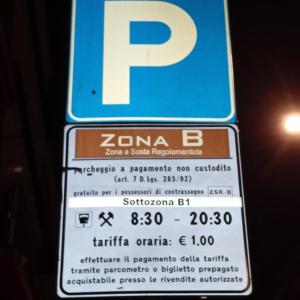 P
ZONA B
Zona a Sosta Regolamentata
parcheggio a pagamento non custodito
(art. 7 D.Lgs. 285/92)
gratuito per i possessori di contrassegno Z.S.R. B
Sottozona B1
8:30 - 20:30
tariffa oraria: € 1,00
effettuare il pagamento della tariffa
tramite parcometro o biglietto prepagato
acquistabile presso le rivendite autorizzate